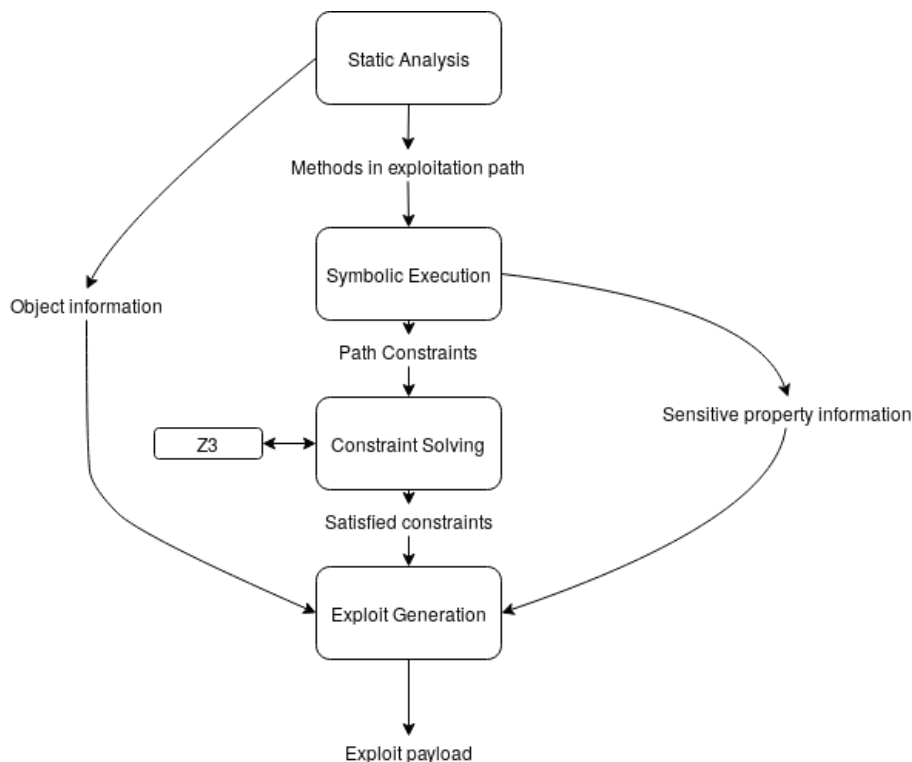 Static Analysis
Methods in exploitation path
Symbolic Execution
Object information
Path Constraints
Sensitive property information
Z3
Constraint Solving
Satisfied constraints
Exploit Generation
Exploit payload